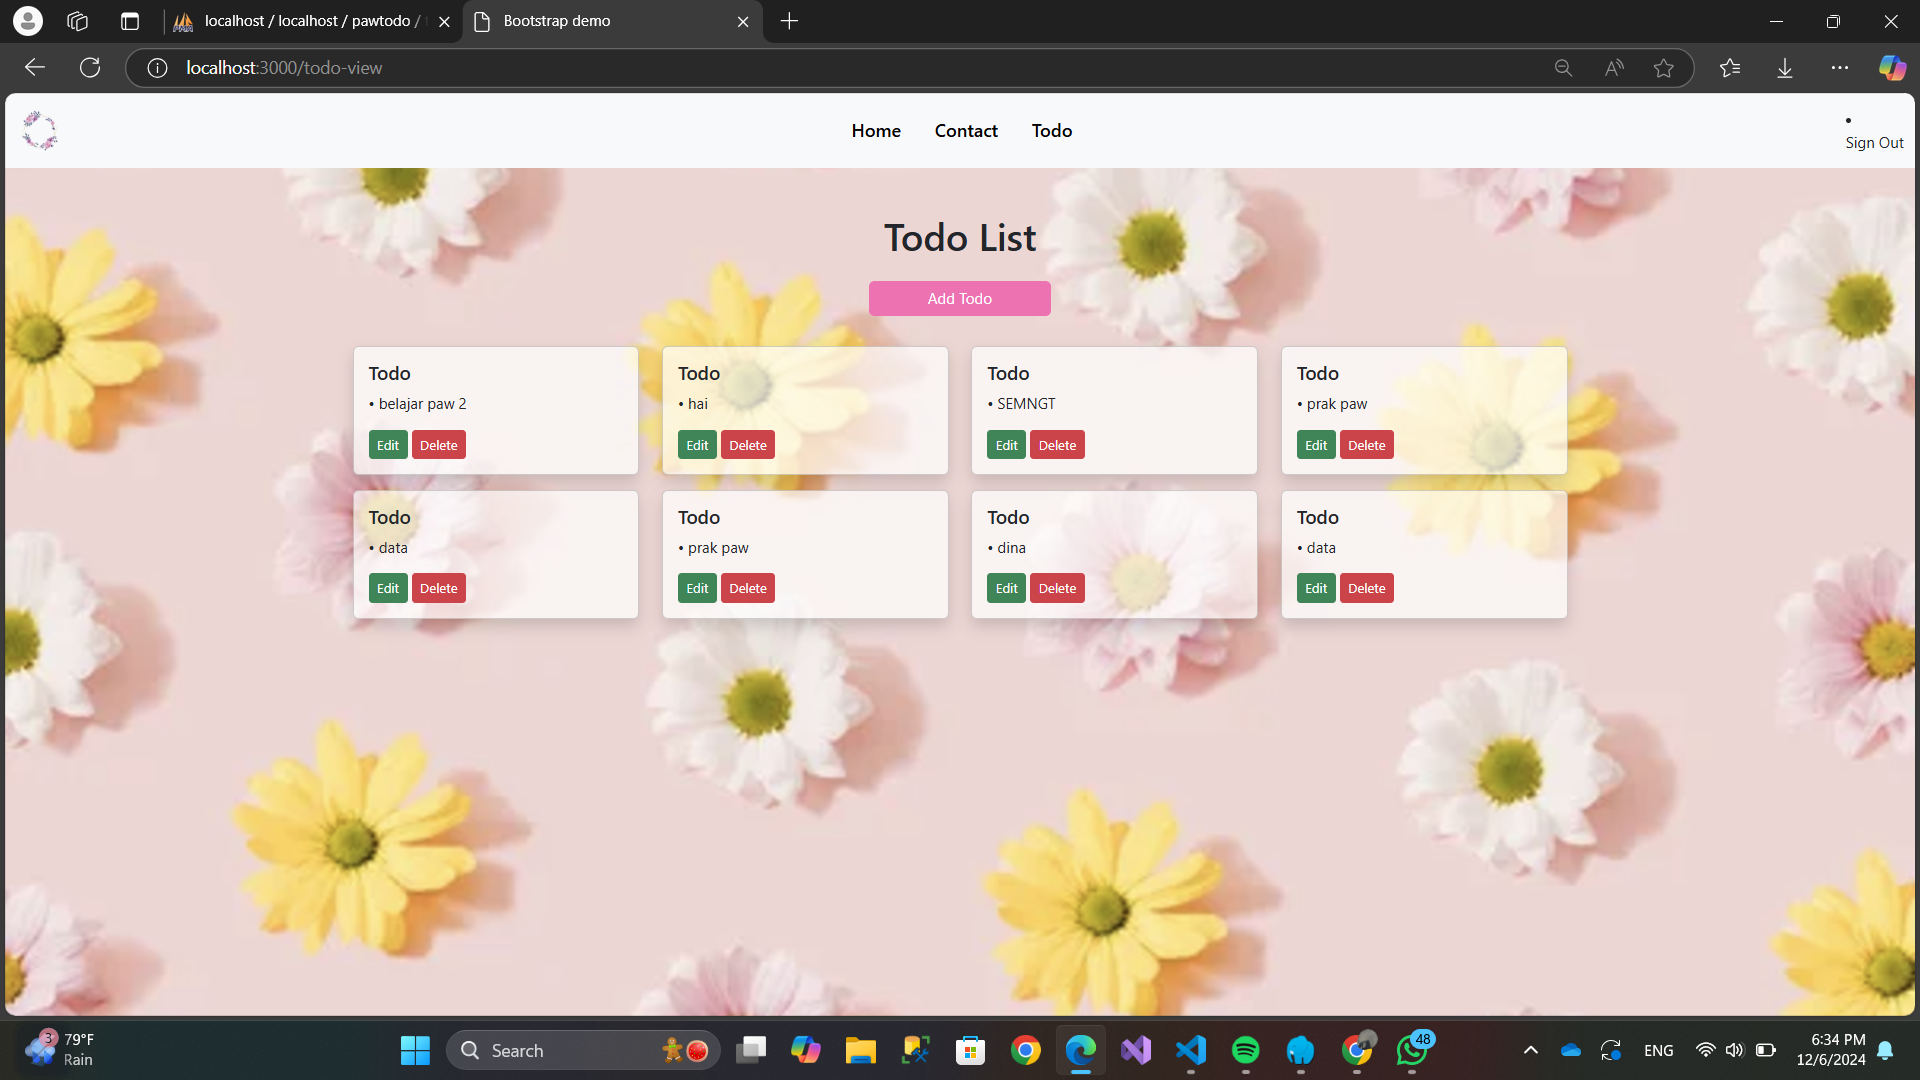 localhost / localhost / pawtodo /
Bootstrap demo
localhost:3000/todo-view
Home Contact Todo
• Sign Out
Todo List
Add Todo
Todo Todo Todo Todo
• belajar paw 2 • hai • SEMNGT • prak paw
Edit Delete Edit Delete Edit Delete Edit Delete
Todo Todo Todo Todo
• data • prak paw • dina • data
Edit Delete Edit Delete Edit Delete Edit Delete
3
79°F
Rain
Search
48
ENG
6:34 PM
12/6/2024